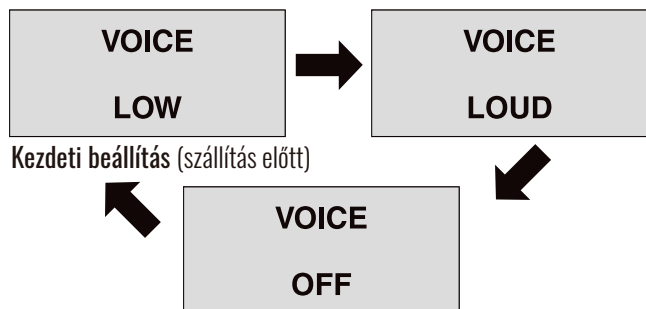 VOICE
LOW
VOICE
LOUD
Kezdeti beállítás (szállítás előtt)
VOICE
OFF